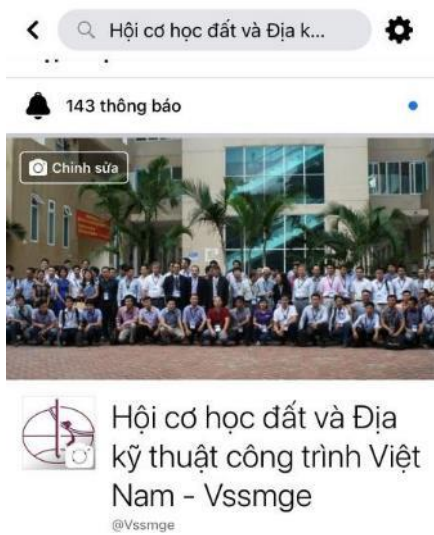 Hội cơ học đất và Địa k...
143 thông báo
Chỉnh sửa
Hội cơ học đất và Địa
kỹ thuật công trình Việt
Nam - Vssmge
@Vssmge